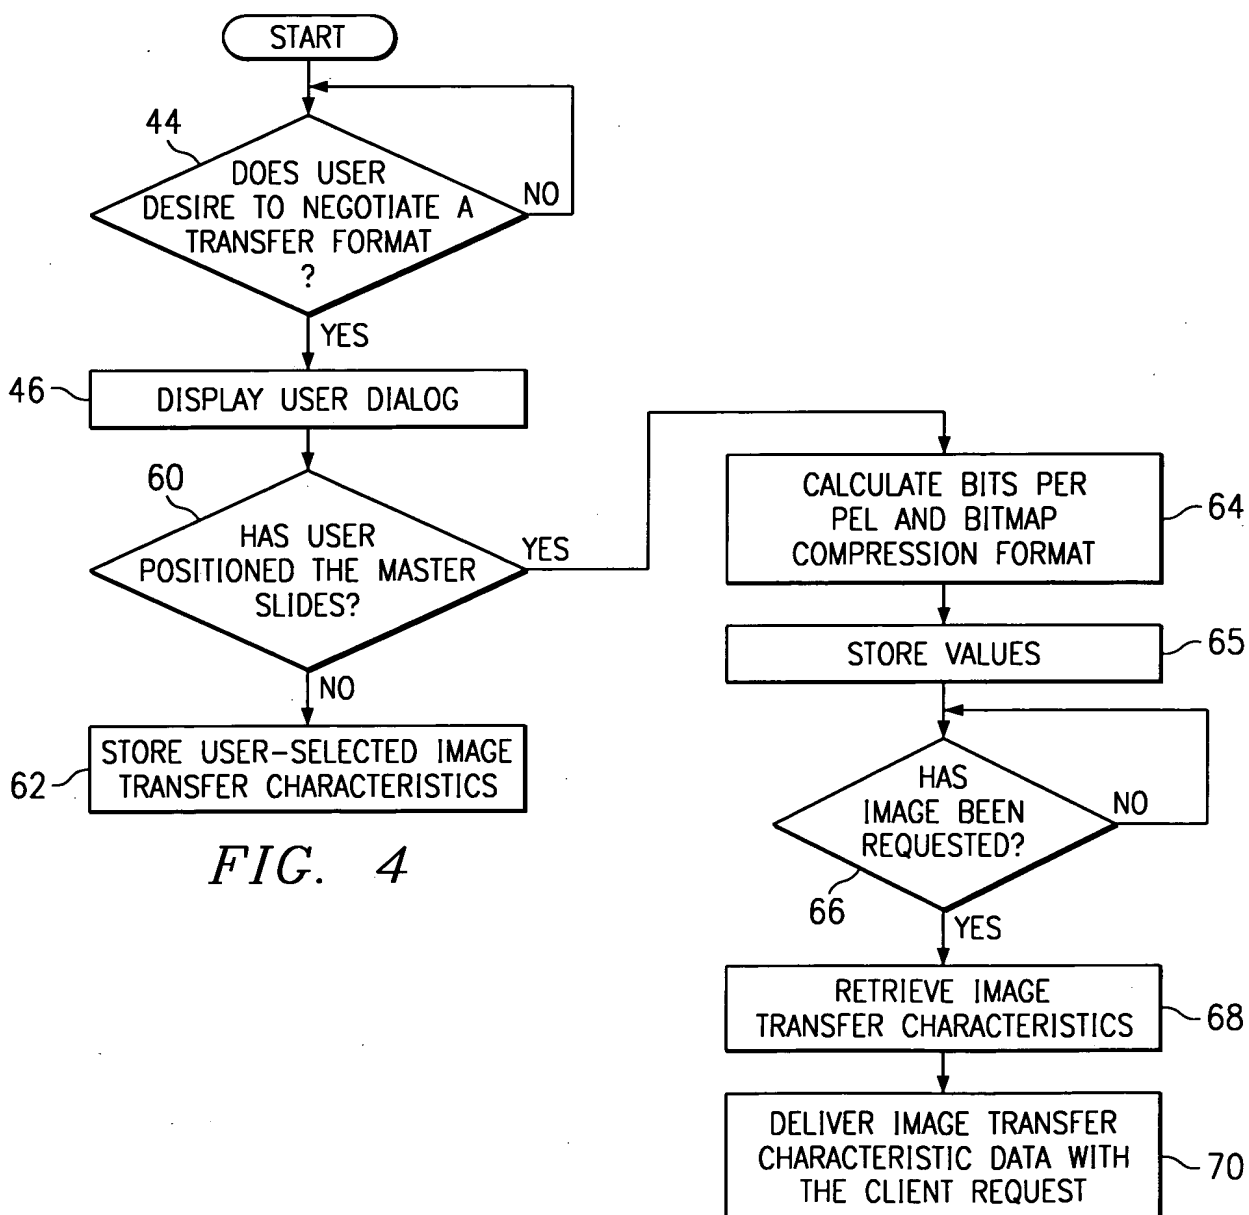 START
44
DOES USER
DESIRE TO NEGOTIATE A
TRANSFER FORMAT
?
NO
YES
46
DISPLAY USER DIALOG
60
HAS USER
POSITIONED THE MASTER
SLIDES?
YES
NO
STORE USER-SELECTED IMAGE
TRANSFER CHARACTERISTICS
62
FIG. 4
CALCULATE BITS PER
PEL AND BITMAP
COMPRESSION FORMAT
64
STORE VALUES
65
HAS
IMAGE BEEN
REQUESTED?
NO
66
YES
RETRIEVE IMAGE
TRANSFER CHARACTERISTICS
68
DELIVER IMAGE TRANSFER
CHARACTERISTIC DATA WITH
THE CLIENT REQUEST
70